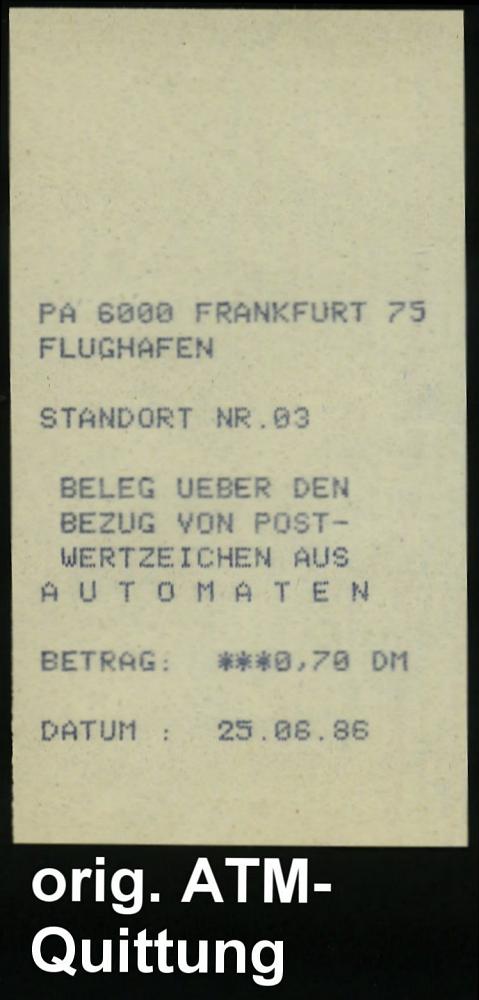 PA 6000 FRANKFURT 75
FLUGHAFEN
STANDORT NR.03
BELEG UEBER DEN
BEZUG VON POST-
WERTZEICHEN AUS
A U T O M A T E N
BETRAG: ***0,70 DM
DATUM : 25.06.86
orig. ATM-
Quittung